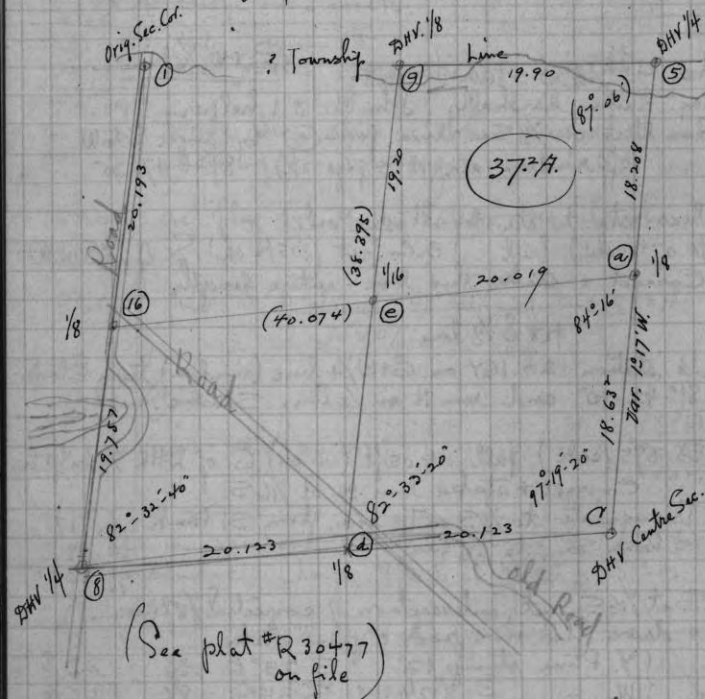 Orig. Sec. Cor.
DHV. 1/8
DHV 1/4
① ? Township ⑨ Line ⑤
19.90
(87°.06')
37.2 A.
20.193
19.20
18.208
Road
(38.395)
1/16
ⓐ 1/8
20.019
1/8 ⑯
(40.074)
ⓔ
84°-16'
Road
Var. 1°17' W.
19.757
18.632
82°-32'-40"
82°-33'-20"
97°-19'-20"
C
DHV Centre Sec.
20.123
20.123
DHV 1/4 ⑧
1/8 ⓓ
Old Road
(See plat #R30477
on file)